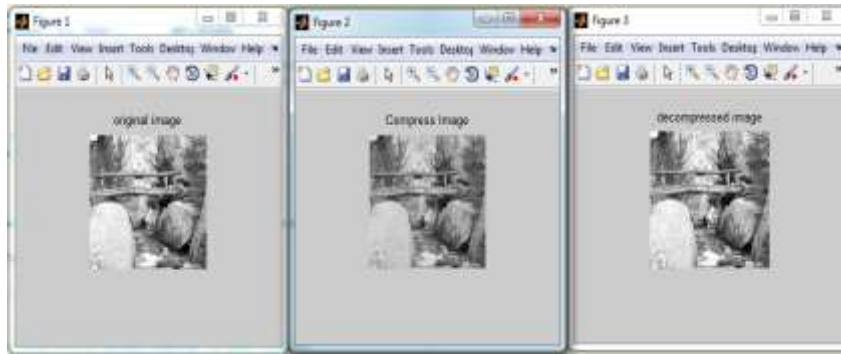 Figure 1
File Edit View Insert Tools Desktop Window Help
original image
Figure 2
File Edit View Insert Tools Desktop Window Help
Compress Image
Figure 3
File Edit View Insert Tools Desktop Window Help
decompressed image